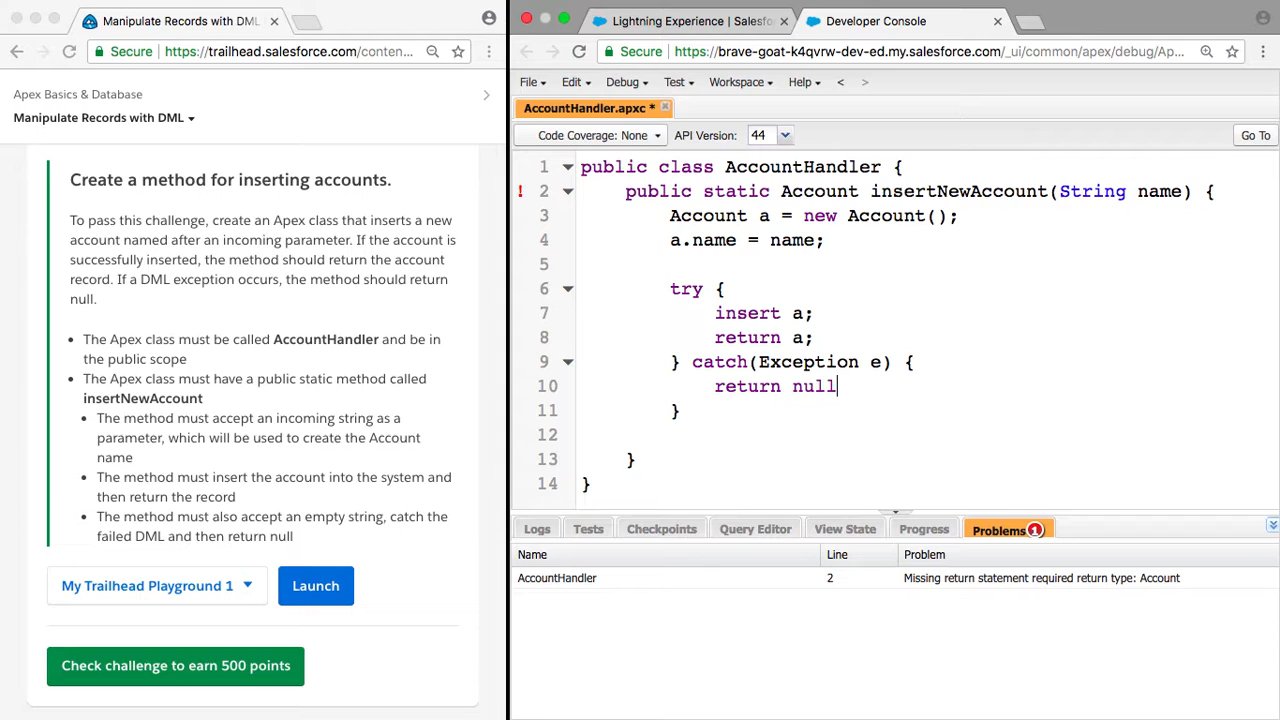 Manipulate Records with DML
Secure https://trailhead.salesforce.com/conten...
Apex Basics & Database
Manipulate Records with DML
Create a method for inserting accounts.
To pass this challenge, create an Apex class that inserts a new
account named after an incoming parameter. If the account is
successfully inserted, the method should return the account
record. If a DML exception occurs, the method should return
null.
The Apex class must be called AccountHandler and be in
the public scope
The Apex class must have a public static method called
insertNewAccount
The method must accept an incoming string as a
parameter, which will be used to create the Account
name
The method must insert the account into the system and
then return the record
The method must also accept an empty string, catch the
failed DML and then return null
My Trailhead Playground 1
Launch
Check challenge to earn 500 points
Lightning Experience | Salesfo
Developer Console
Secure https://brave-goat-k4qvrw-dev-ed.my.salesforce.com/_ui/common/apex/debug/Ap...
File Edit Debug Test Workspace Help < >
AccountHandler.apxc *
Code Coverage: None API Version: 44 Go To
1 public class AccountHandler {
! 2 public static Account insertNewAccount(String name) {
3 Account a = new Account();
4 a.name = name;
5
6 try {
7 insert a;
8 return a;
9 } catch(Exception e) {
10 return null
11 }
12
13 }
14 }
Logs Tests Checkpoints Query Editor View State Progress Problems 1
Name Line Problem
AccountHandler 2 Missing return statement required return type: Account